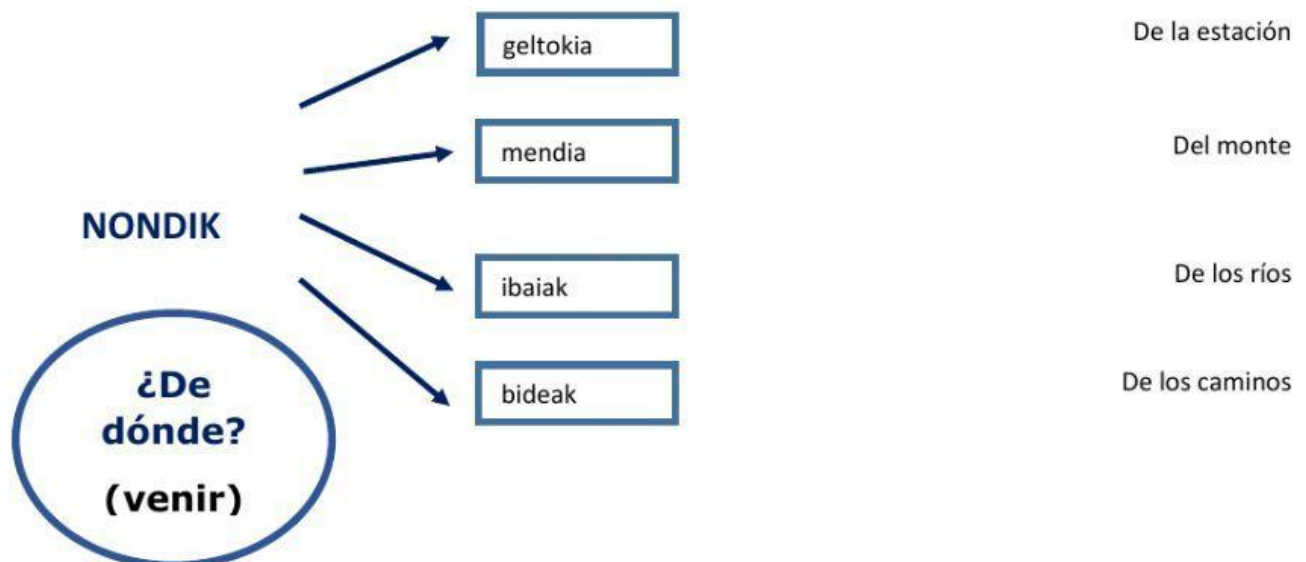 geltokia
De la estación
mendia
Del monte
NONDIK
ibaiak
De los ríos
¿De
dónde?
(venir)
bideak
De los caminos